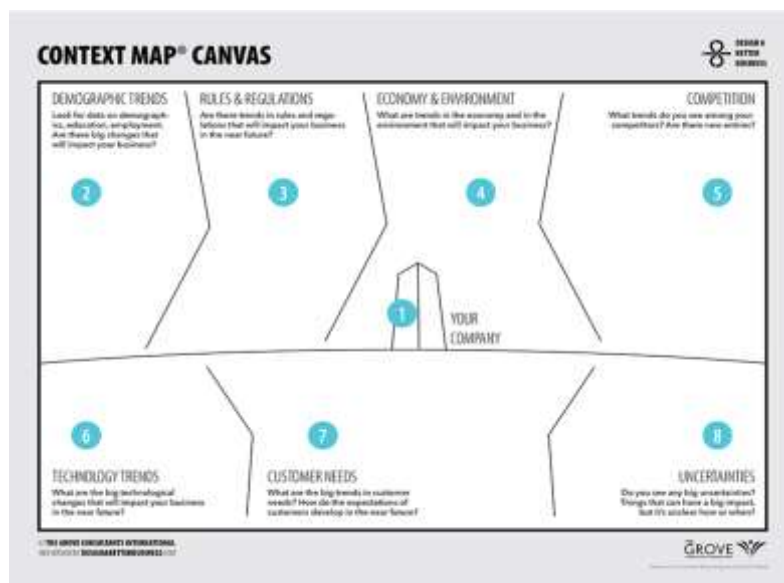 CONTEXT MAP® CANVAS
DESIGN A
BETTER
BUSINESS
DEMOGRAPHIC TRENDS
Look for data on demograph-
ics, education, employment.
Are there big changes that
will impact your business?
2
RULES & REGULATIONS
Are there trends in rules and regu-
lations that will impact your business
in the near future?
3
ECONOMY & ENVIRONMENT
What are trends in the economy and in the
environment that will impact your business?
4
COMPETITION
What trends do you see among your
competitors? Are there new entries?
5
1
YOUR
COMPANY
6
TECHNOLOGY TRENDS
What are the big technological
changes that will impact your business
in the near future?
7
CUSTOMER NEEDS
What are the big trends in customer
needs? How do the expectations of
customers develop in the near future?
8
UNCERTAINTIES
Do you see any big uncertainties?
Things that can have a big impact,
but it's unclear how or when?
© THE GROVE CONSULTANTS INTERNATIONAL
DESIGNABETTERBUSINESS
THE GROVE